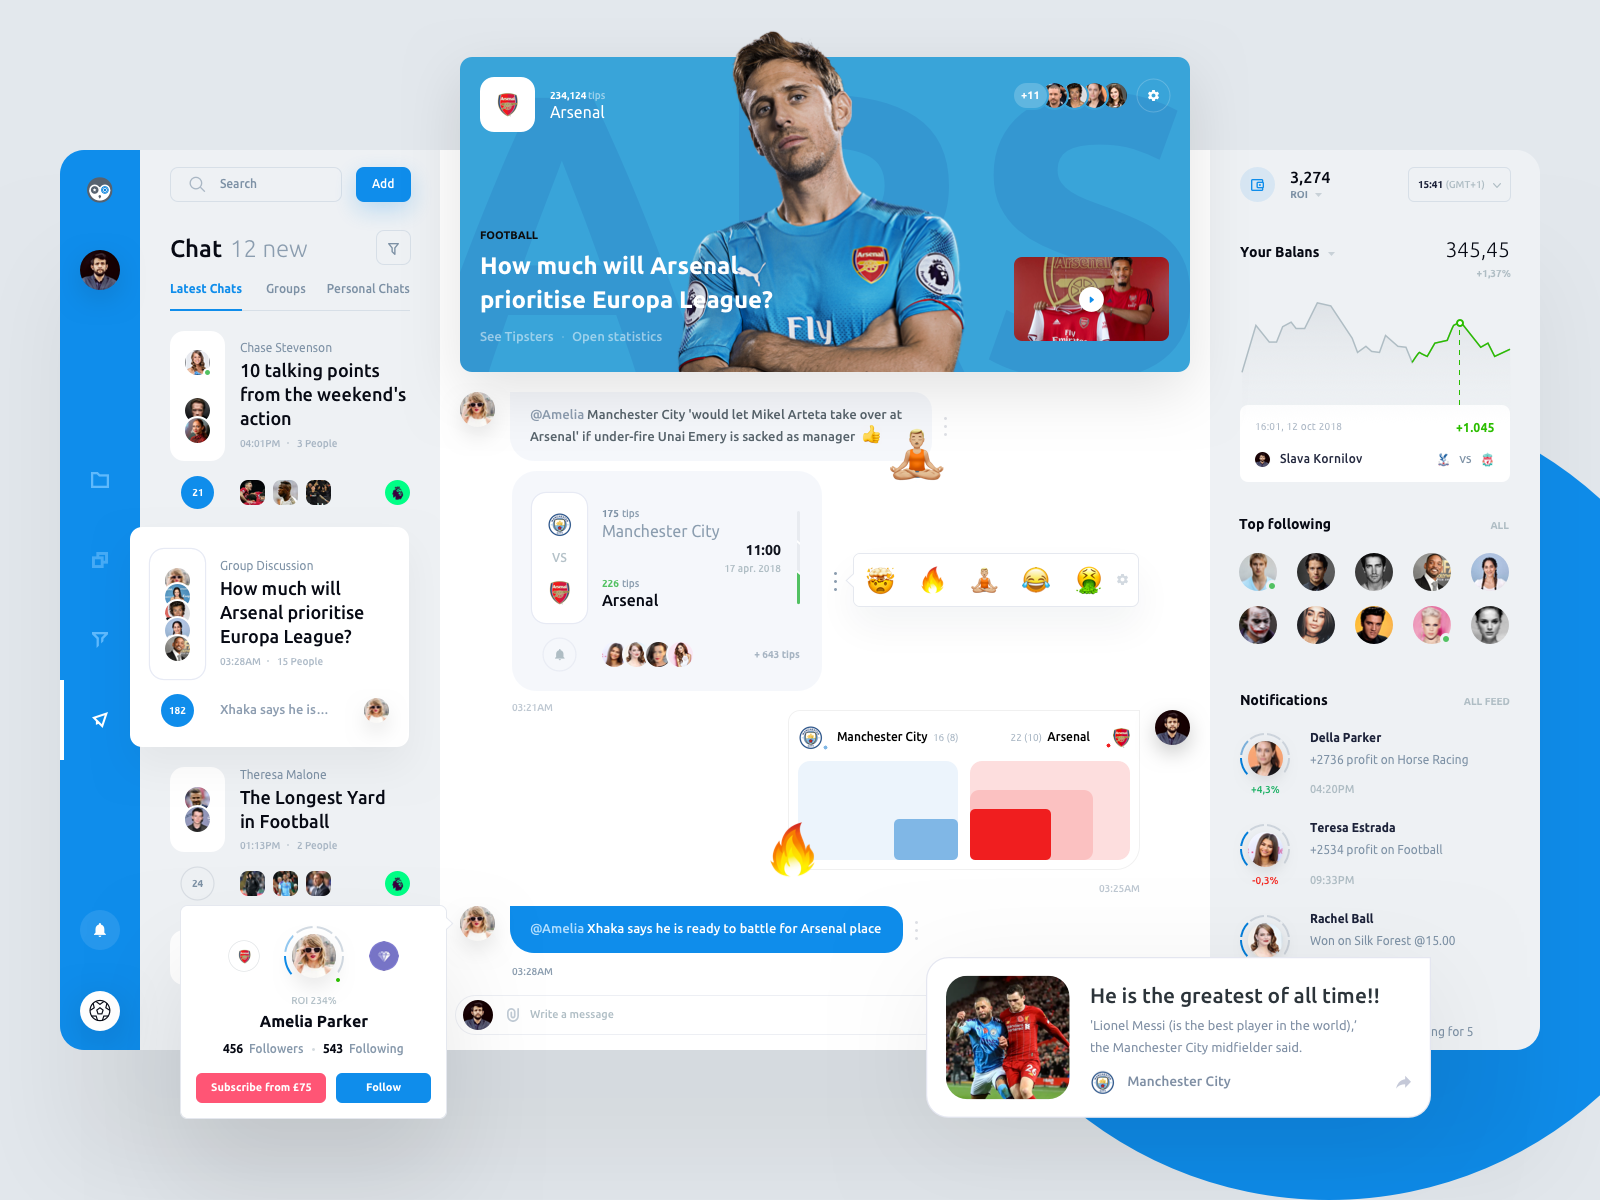 Search
Add
Chat 12 new
Latest Chats
Groups
Personal Chats
Chase Stevenson
10 talking points
from the weekend's
action
04:01PM · 3 People
21
Group Discussion
How much will
Arsenal prioritise
Europa League?
03:28AM · 15 People
182
Xhaka says he is...
Theresa Malone
The Longest Yard
in Football
01:13PM · 2 People
24
ROI 234%
Amelia Parker
456 Followers · 543 Following
Subscribe from £75
Follow
ARS
234,124 tips
Arsenal
+11
FOOTBALL
How much will Arsenal
prioritise Europa League?
See Tipsters · Open statistics
Arsenal
Fly
Emirates
@Amelia Manchester City 'would let Mikel Arteta take over at
Arsenal' if under-fire Unai Emery is sacked as manager
175 tips
Manchester City
VS
11:00
17 apr. 2018
226 tips
Arsenal
+ 643 tips
03:21AM
Manchester City 16 (8)
22 (10) Arsenal
03:25AM
@Amelia Xhaka says he is ready to battle for Arsenal place
03:28AM
Write a message
3,274
ROI
15:41 (GMT+1)
Your Balans
345,45
+1,37%
16:01, 12 oct 2018
+1.045
Slava Kornilov
VS
Top following
ALL
Notifications
ALL FEED
Della Parker
+2736 profit on Horse Racing
+4,3%
04:20PM
Teresa Estrada
+2534 profit on Football
-0,3%
09:33PM
Rachel Ball
Won on Silk Forest @15.00
ng for 5
He is the greatest of all time!!
'Lionel Messi (is the best player in the world),'
the Manchester City midfielder said.
Manchester City